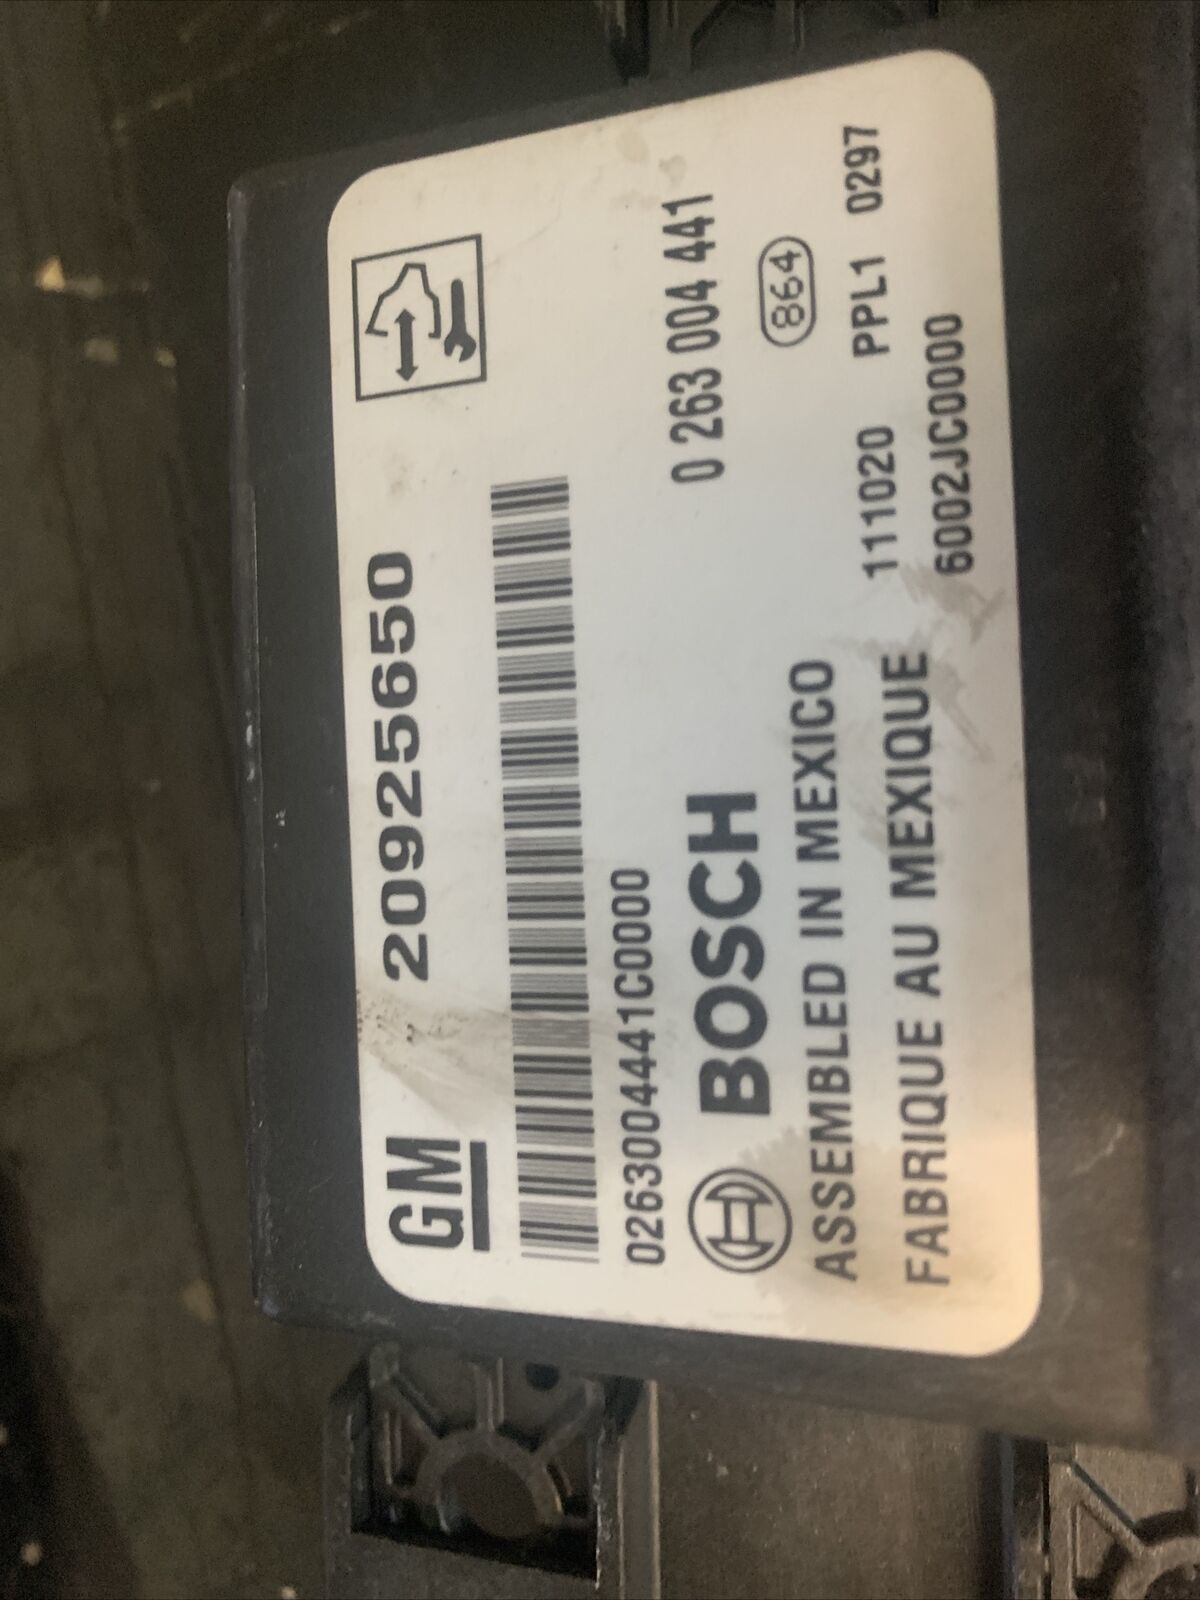 GM 20925650
0263004441C0000
BOSCH 0 263 004 441
864
ASSEMBLED IN MEXICO 111020 PPL1 0297
FABRIQUE AU MEXIQUE 6002JC0000